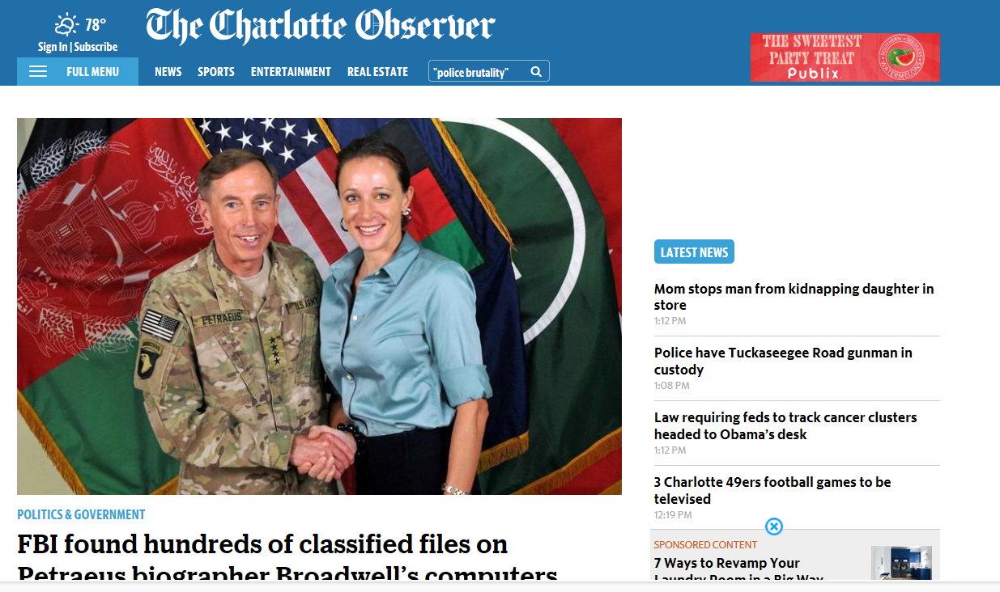 78°
The Charlotte Observer
Sign In | Subscribe
FULL MENU
NEWS
SPORTS
ENTERTAINMENT
REAL ESTATE
"police brutality"
THE SWEETEST
PARTY TREAT
Publix.
SOUTHERN • SEEDLESS
WATERMELONS
PETRAEUS
U.S. ARMY
AIRBORNE
POLITICS & GOVERNMENT
FBI found hundreds of classified files on
Petraeus biographer Broadwell's computers
LATEST NEWS
Mom stops man from kidnapping daughter in
store
1:12 PM
Police have Tuckaseegee Road gunman in
custody
1:08 PM
Law requiring feds to track cancer clusters
headed to Obama's desk
1:12 PM
3 Charlotte 49ers football games to be
televised
12:19 PM
SPONSORED CONTENT
7 Ways to Revamp Your
Laundry Room in a Big Way